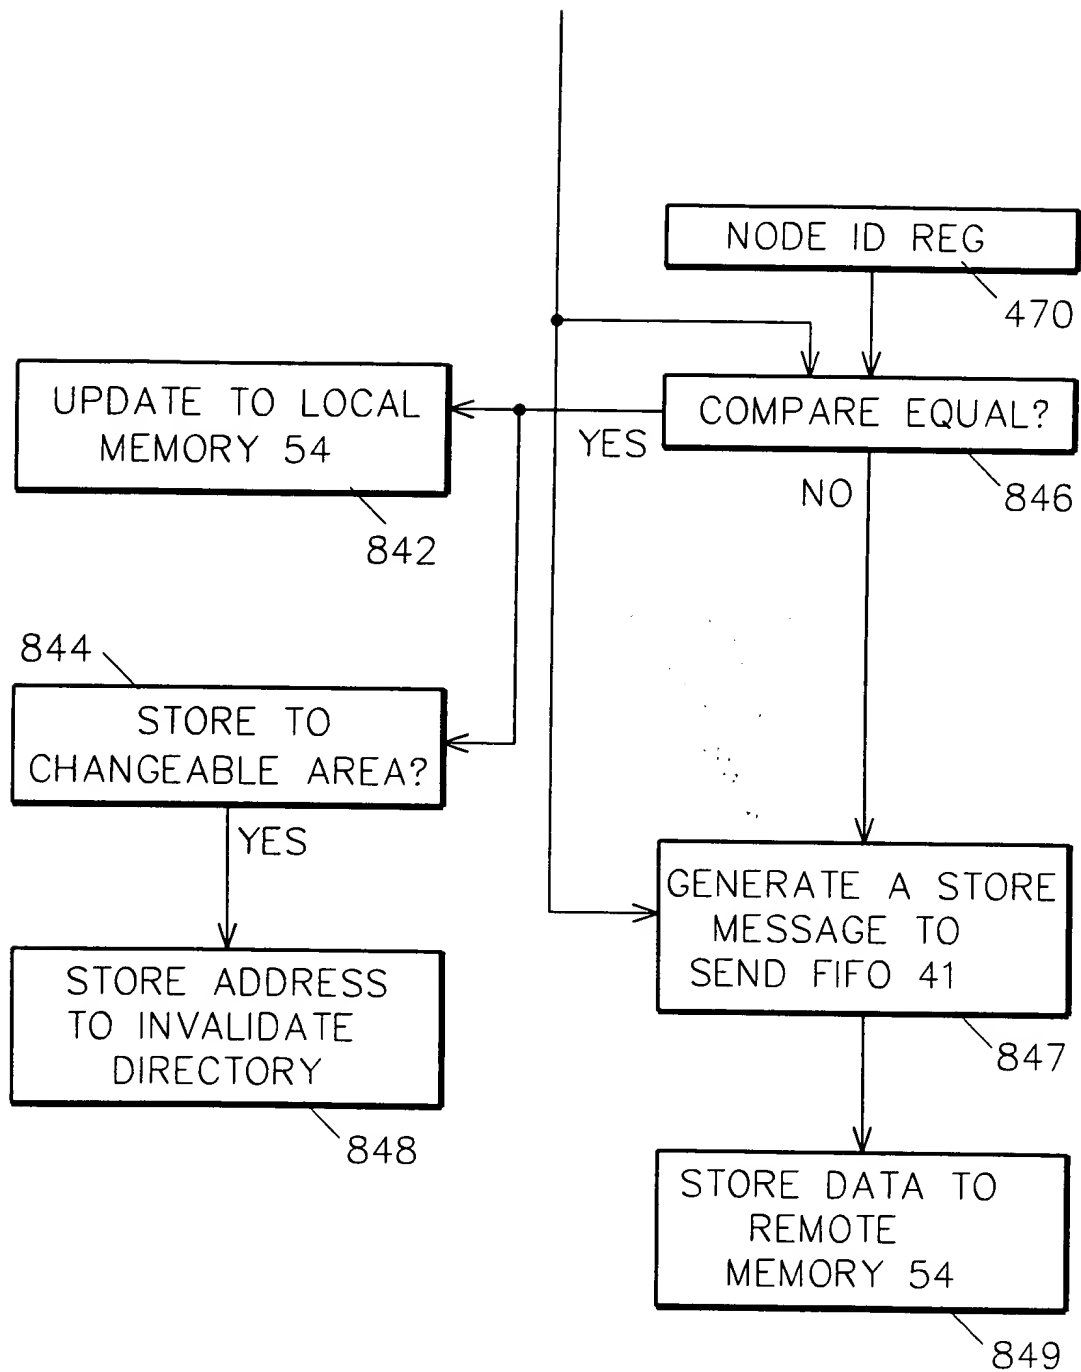 NODE ID REG
470
UPDATE TO LOCAL
MEMORY 54
842
COMPARE EQUAL?
846
YES
NO
844
STORE TO
CHANGEABLE AREA?
YES
STORE ADDRESS
TO INVALIDATE
DIRECTORY
848
GENERATE A STORE
MESSAGE TO
SEND FIFO 41
847
STORE DATA TO
REMOTE
MEMORY 54
849